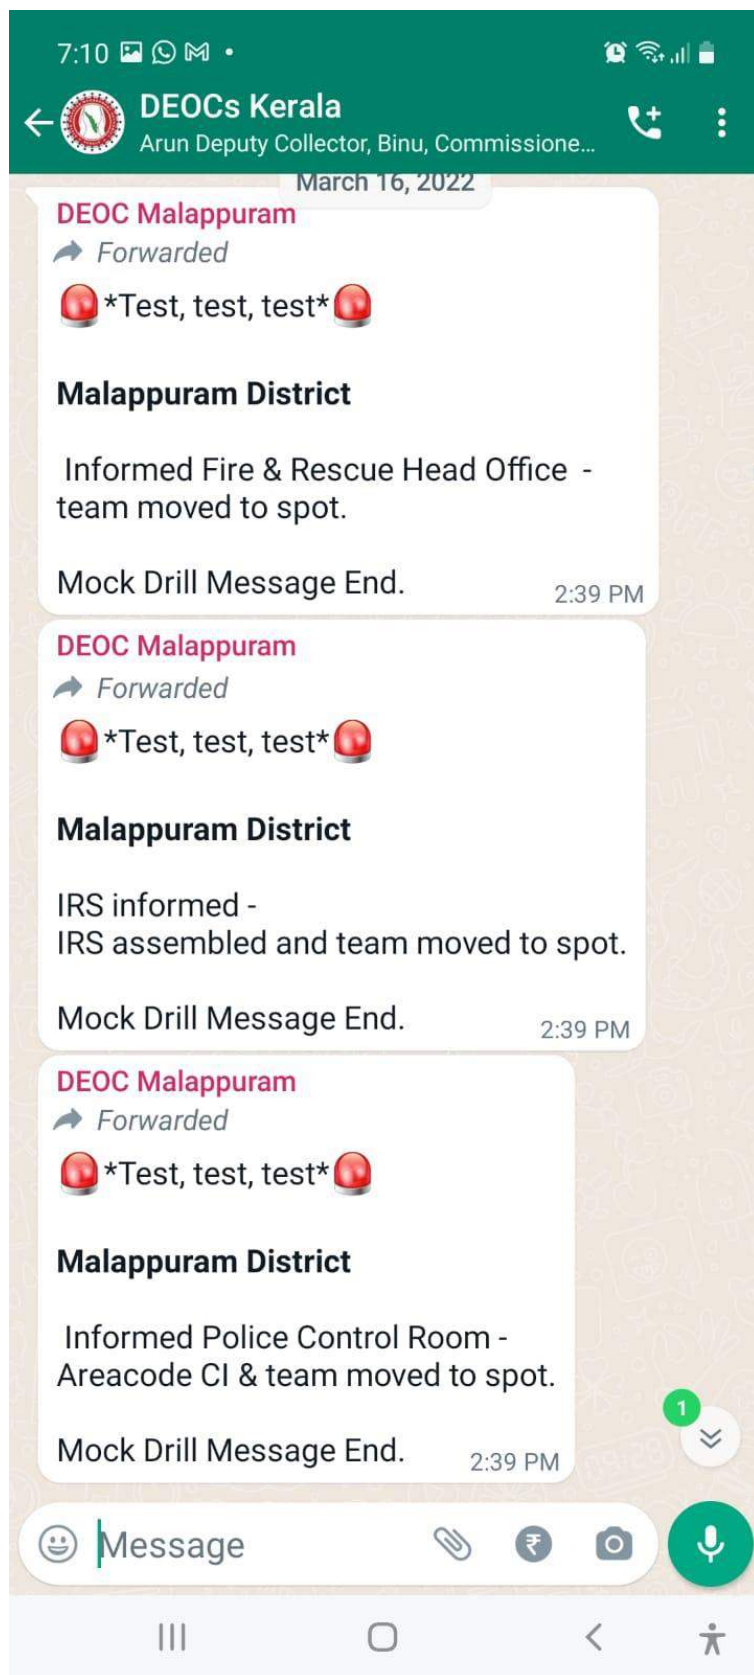 7:10
DEOCs Kerala
Arun Deputy Collector, Binu, Commissione...
March 16, 2022
DEOC Malappuram
Forwarded
🚨*Test, test, test*🚨
Malappuram District
Informed Fire & Rescue Head Office -
team moved to spot.
Mock Drill Message End.
2:39 PM
DEOC Malappuram
Forwarded
🚨*Test, test, test*🚨
Malappuram District
IRS informed -
IRS assembled and team moved to spot.
Mock Drill Message End.
2:39 PM
DEOC Malappuram
Forwarded
🚨*Test, test, test*🚨
Malappuram District
Informed Police Control Room -
Areacode CI & team moved to spot.
Mock Drill Message End.
2:39 PM
1
Message
₹